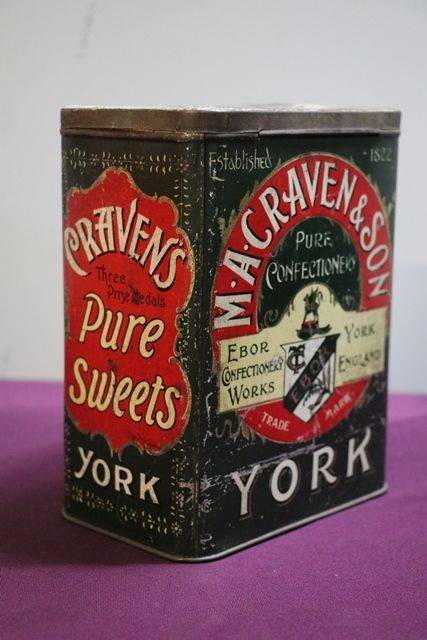 CRAVEN'S
Three
Prize Medals
Pure
Sweets
YORK
Established 1822
M.A. CRAVEN & SON
PURE
CONFECTIONERY
EBOR YORK
CONFECTIONERY ENGLAND
WORKS
EBOR
TRADE MARK
YORK